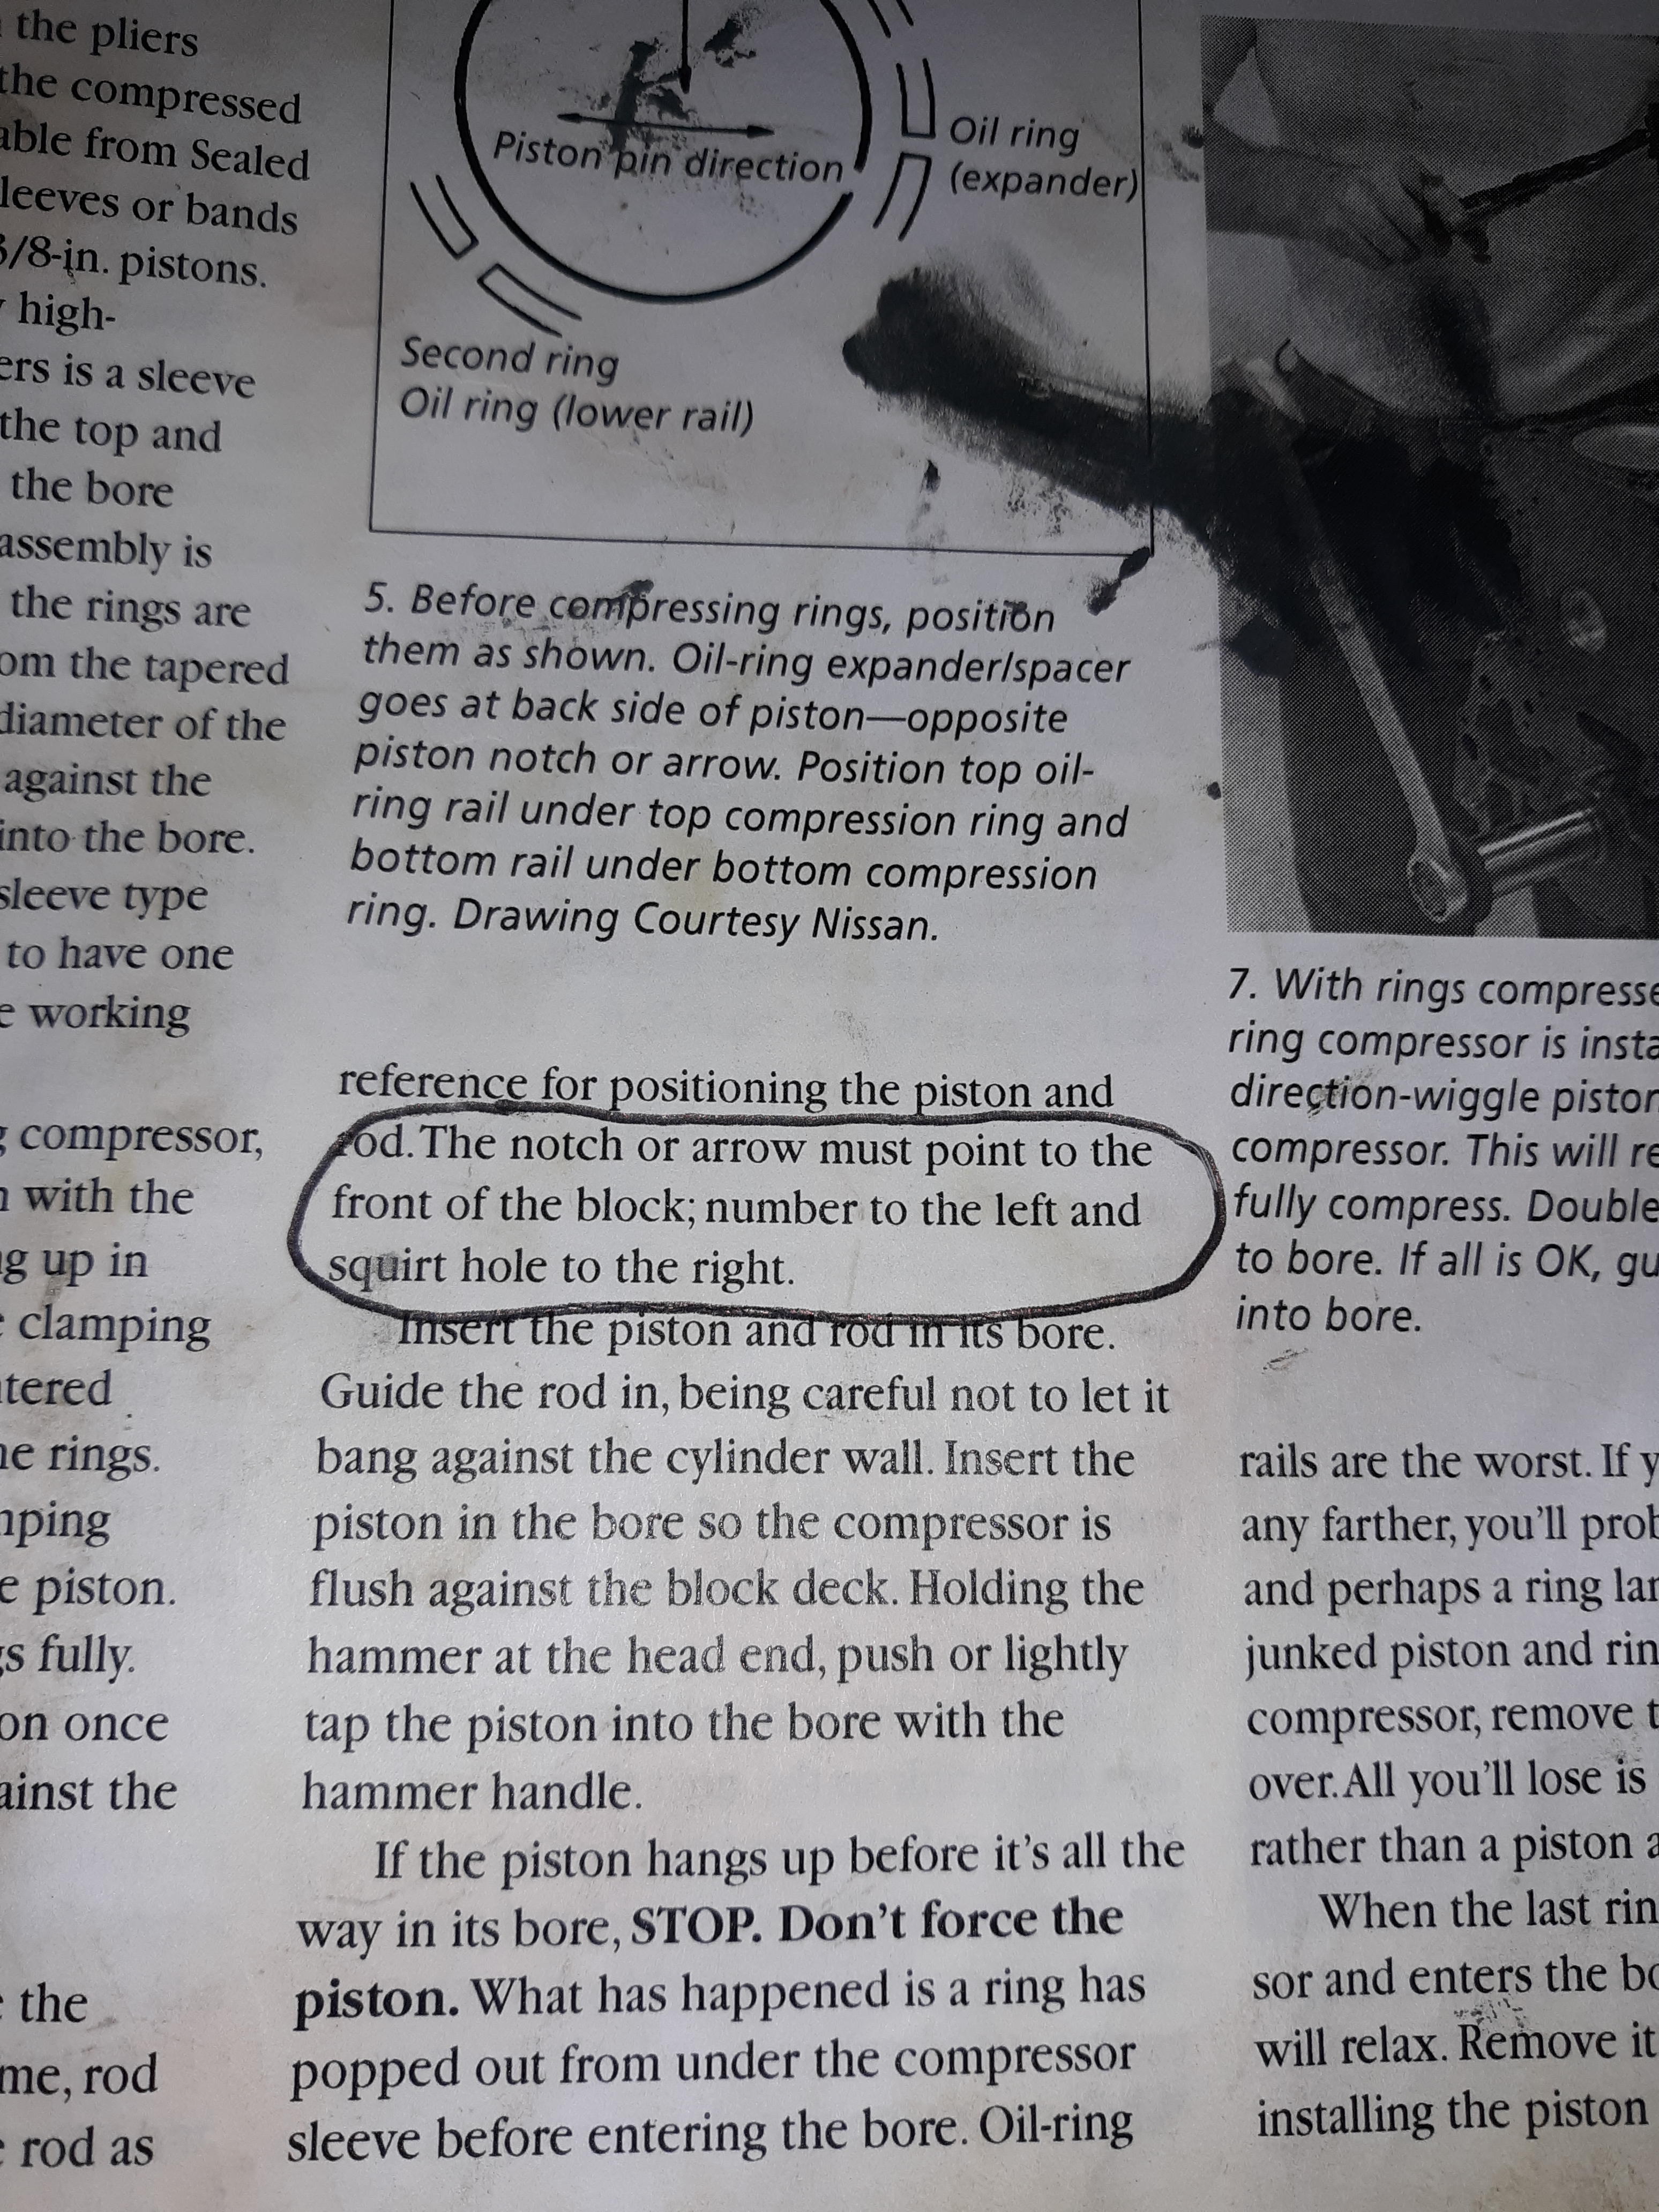 the pliers
the compressed
able from Sealed
sleeves or bands
3/8-in. pistons.
high-
ers is a sleeve
the top and
the bore
assembly is
the rings are
om the tapered
diameter of the
against the
into the bore.
sleeve type
to have one
e working
g compressor,
n with the
g up in
clamping
tered
ne rings.
mping
e piston.
gs fully.
on once
ainst the
the
me, rod
rod as
Piston pin direction
Oil ring
(expander)
Second ring
Oil ring (lower rail)
5. Before compressing rings, position
them as shown. Oil-ring expander/spacer
goes at back side of piston—opposite
piston notch or arrow. Position top oil-
ring rail under top compression ring and
bottom rail under bottom compression
ring. Drawing Courtesy Nissan.
reference for positioning the piston and
rod. The notch or arrow must point to the
front of the block; number to the left and
squirt hole to the right.
Insert the piston and rod in its bore.
Guide the rod in, being careful not to let it
bang against the cylinder wall. Insert the
piston in the bore so the compressor is
flush against the block deck. Holding the
hammer at the head end, push or lightly
tap the piston into the bore with the
hammer handle.
If the piston hangs up before it's all the
way in its bore, STOP. Don't force the
piston. What has happened is a ring has
popped out from under the compressor
sleeve before entering the bore. Oil-ring
7. With rings compresse
ring compressor is insta
direction-wiggle piston
compressor. This will re
fully compress. Double
to bore. If all is OK, gu
into bore.
rails are the worst. If y
any farther, you'll prob
and perhaps a ring lan
junked piston and rin
compressor, remove t
over. All you'll lose is
rather than a piston a
When the last rin
sor and enters the bo
will relax. Remove it
installing the piston